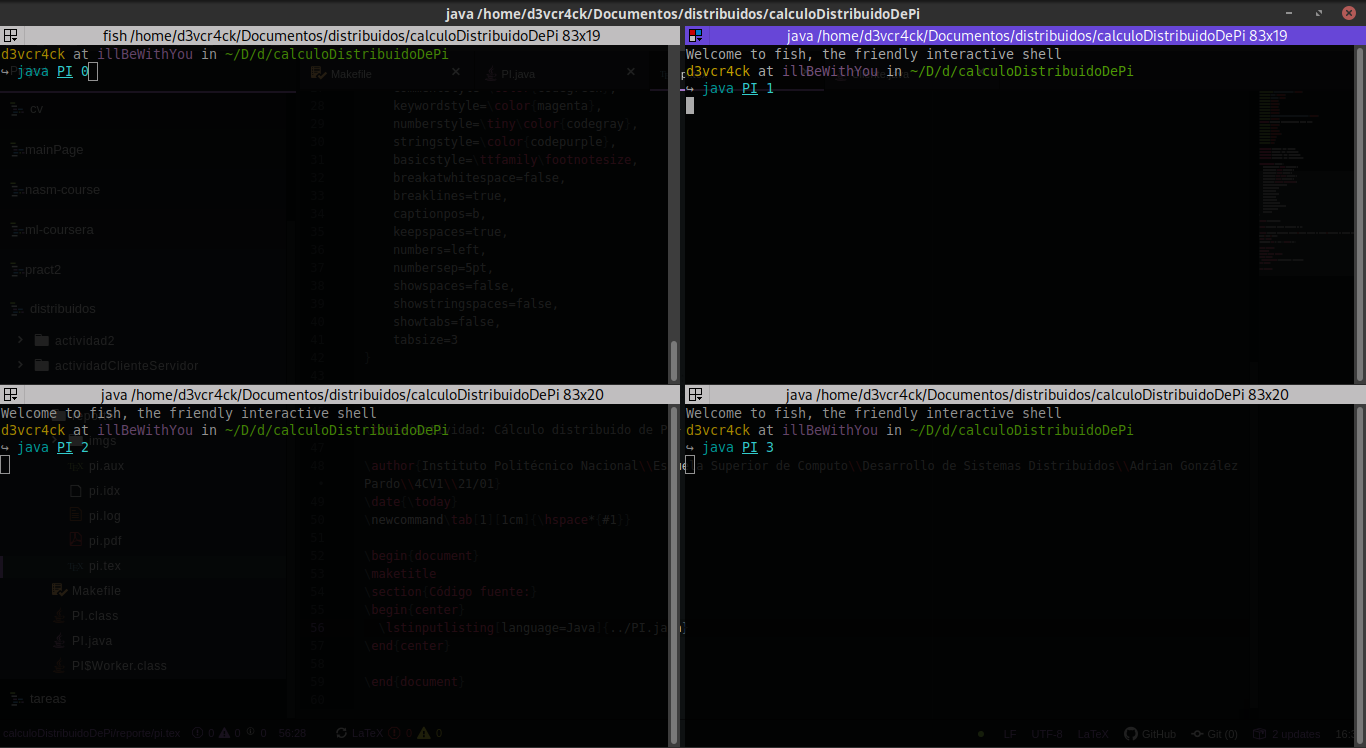 java /home/d3vcr4ck/Documentos/distribuidos/calculoDistribuidoDePi
fish /home/d3vcr4ck/Documentos/distribuidos/calculoDistribuidoDePi 83x19
d3vcr4ck at illBeWithYou in ~/D/d/calculoDistribuidoDePi
↪ java PI 0
java /home/d3vcr4ck/Documentos/distribuidos/calculoDistribuidoDePi 83x19
Welcome to fish, the friendly interactive shell
d3vcr4ck at illBeWithYou in ~/D/d/calculoDistribuidoDePi
↪ java PI 1
java /home/d3vcr4ck/Documentos/distribuidos/calculoDistribuidoDePi 83x20
Welcome to fish, the friendly interactive shell
d3vcr4ck at illBeWithYou in ~/D/d/calculoDistribuidoDePi
↪ java PI 2
java /home/d3vcr4ck/Documentos/distribuidos/calculoDistribuidoDePi 83x20
Welcome to fish, the friendly interactive shell
d3vcr4ck at illBeWithYou in ~/D/d/calculoDistribuidoDePi
↪ java PI 3
Makefile
PI.java
cv
mainPage
nasm-course
ml-coursera
pract2
distribuidos
actividad2
actividadClienteServidor
imgs
pi.aux
pi.idx
pi.log
pi.pdf
pi.tex
Makefile
PI.class
PI.java
PI$Worker.class
tareas
keywordstyle=\color{magenta},
numberstyle=\tiny\color{codegray},
stringstyle=\color{codepurple},
basicstyle=\ttfamily\footnotesize,
breakatwhitespace=false,
breaklines=true,
captionpos=b,
keepspaces=true,
numbers=left,
numbersep=5pt,
showspaces=false,
showstringspaces=false,
showtabs=false,
tabsize=3
}
Cálculo distribuido de
\author{Instituto Politécnico Nacional\\Escuela Superior de Computo\\Desarrollo de Sistemas Distribuidos\\Adrian González
Pardo\\4CV1\\21/01}
\date{\today}
\newcommand\tab[1][1cm]{\hspace*{#1}}
\begin{document}
\maketitle
\section{Código fuente:}
\begin{center}
\lstinputlisting[language=Java]{../PI.java}
\end{center}
\end{document}
calculoDistribuidoDePi/reporte/pi.tex 0 0 0 56:28 LaTeX 0 0
LF UTF-8 LaTeX GitHub Git (0) 2 updates